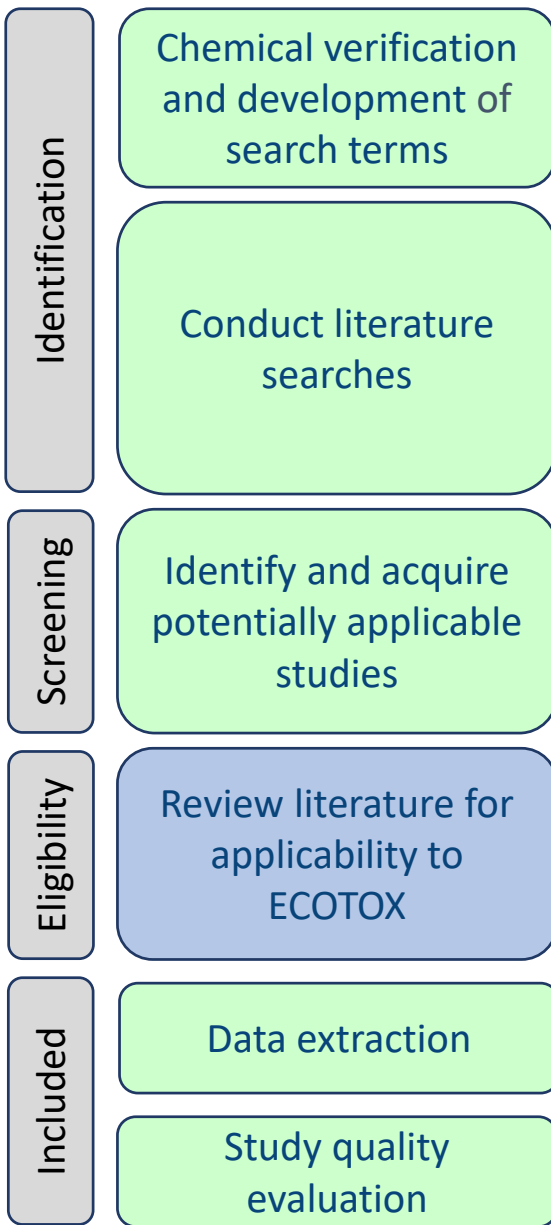 Identification
Chemical verification
and development of
search terms
Conduct literature
searches
Screening
Identify and acquire
potentially applicable
studies
Eligibility
Review literature for
applicability to
ECOTOX
Included
Data extraction
Study quality
evaluation